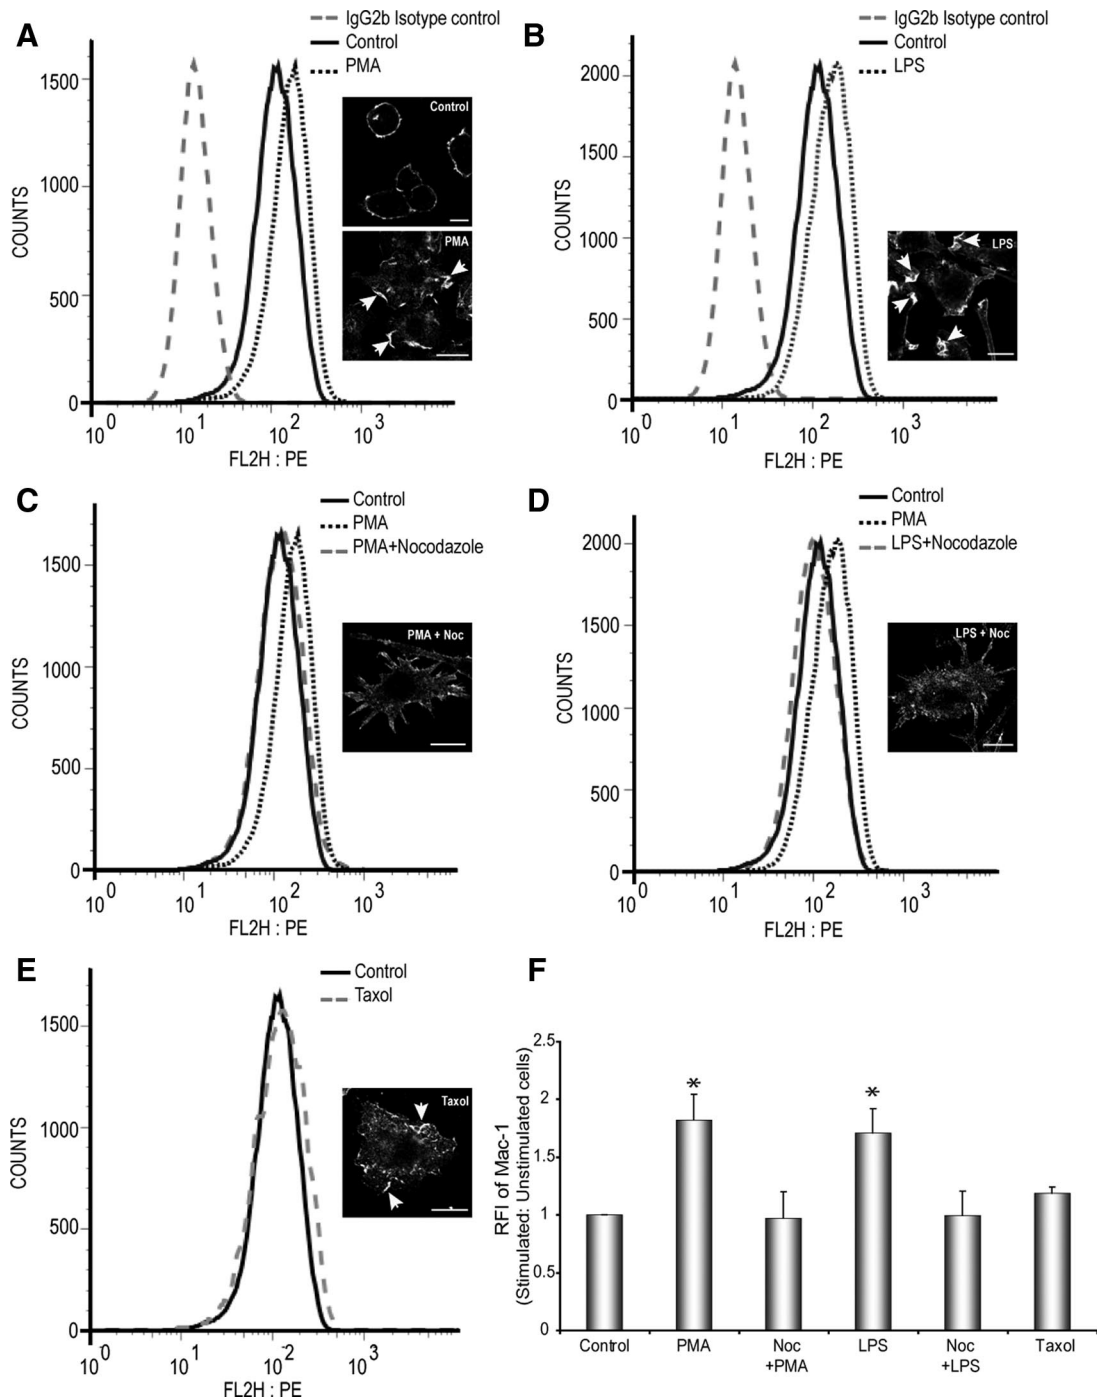 A
IgG2b Isotype control
Control
PMA
COUNTS
1500
1000
500
0
Control
PMA
10^0 10^1 10^2 10^3
FL2H : PE
B
IgG2b Isotype control
Control
LPS
COUNTS
2000
1500
1000
500
0
LPS
10^0 10^1 10^2 10^3
FL2H : PE
C
Control
PMA
PMA+Nocodazole
COUNTS
1500
1000
500
0
PMA + Noc
10^0 10^1 10^2 10^3
FL2H : PE
D
Control
PMA
LPS+Nocodazole
COUNTS
2000
1500
1000
500
0
LPS + Noc
10^0 10^1 10^2 10^3
FL2H : PE
E
Control
Taxol
COUNTS
1500
1000
500
0
Taxol
10^0 10^1 10^-2 10^3
FL2H : PE
F
RFI of Mac-1
(Stimulated: Unstimulated cells)
2.5
2
1.5
1
0.5
0
* *
Control PMA Noc LPS Noc Taxol
+PMA +LPS